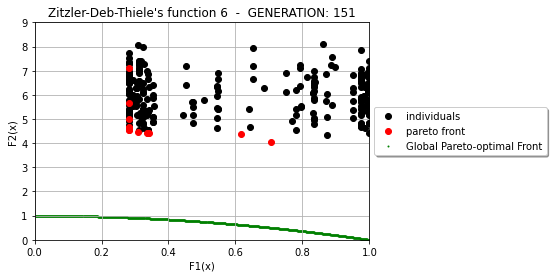 Zitzler-Deb-Thiele's function 6 - GENERATION: 151
9
8
7
6
5
4
3
2
1
0
F2(x)
0.0 0.2 0.4 0.6 0.8 1.0
F1(x)
individuals
pareto front
Global Pareto-optimal Front